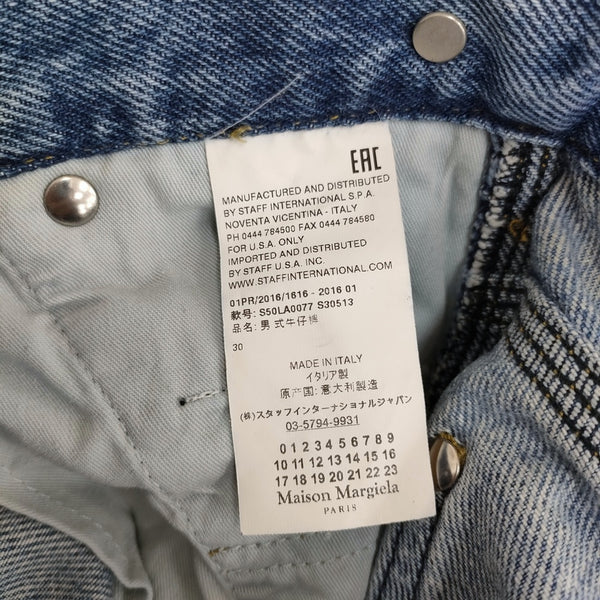 EAC
MANUFACTURED AND DISTRIBUTED
BY STAFF INTERNATIONAL S.P.A.
NOVENTA VICENTINA - ITALY
PH 0444 784500 FAX 0444 784580
FOR U.S.A. ONLY
IMPORTED AND DISTRIBUTED
BY STAFF U.S.A. INC.
WWW.STAFFINTERNATIONAL.COM
01PR/2016/1616 - 2016 01
款号: S50LA0077 S30513
品名: 男式牛仔裤
30
MADE IN ITALY
イタリア製
原产国: 意大利製造
(株)スタッフインターナショナルジャパン
03-5794-9931
0 1 2 3 4 5 6 7 8 9
10 11 12 13 14 15 16
17 18 19 20 21 22 23
Maison Margiela
PARIS